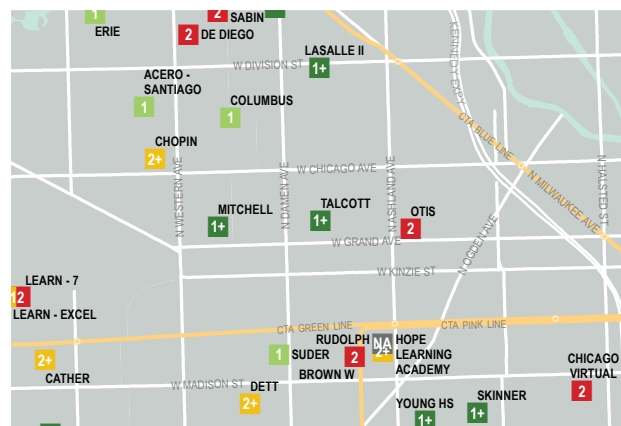 1
ERIE
2
SABIN
2
DE DIEGO
LASALLE II
1+
W DIVISION ST
KENNEDY EXPY
ACERO -
SANTIAGO
1
COLUMBUS
1
CTA BLUE LINE
CHOPIN
2+
W CHICAGO AVE
N WESTERN AVE
N DAMEN AVE
N ASHLAND AVE
N MILWAUKEE AVE
N HALSTED ST
MITCHELL
1+
TALCOTT
1+
OTIS
2
W GRAND AVE
N OGDEN AVE
W KINZIE ST
LEARN - 7
2
LEARN - EXCEL
CTA GREEN LINE
CTA PINK LINE
2+
CATHER
1
SUDER
RUDOLPH
2
BROWN W
NA
2+
HOPE
LEARNING
ACADEMY
W MADISON ST
DETT
2+
YOUNG HS
1+
SKINNER
1+
CHICAGO
VIRTUAL
2